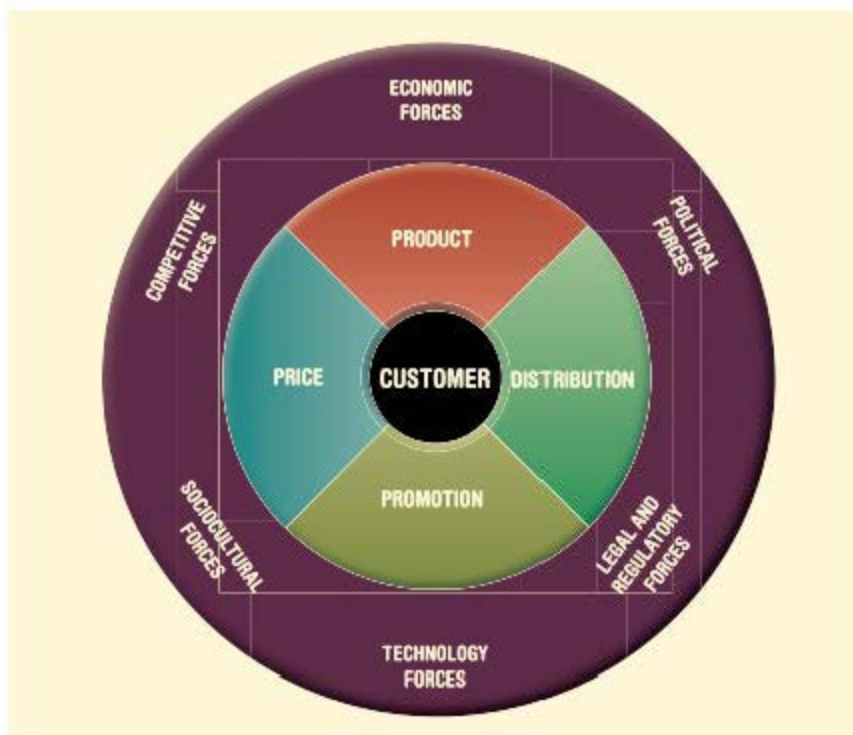 ECONOMIC
FORCES
COMPETITIVE
FORCES
POLITICAL
FORCES
PRODUCT
PRICE
CUSTOMER
DISTRIBUTION
PROMOTION
SOCIOCULTURAL
FORCES
LEGAL AND
REGULATORY
FORCES
TECHNOLOGY
FORCES